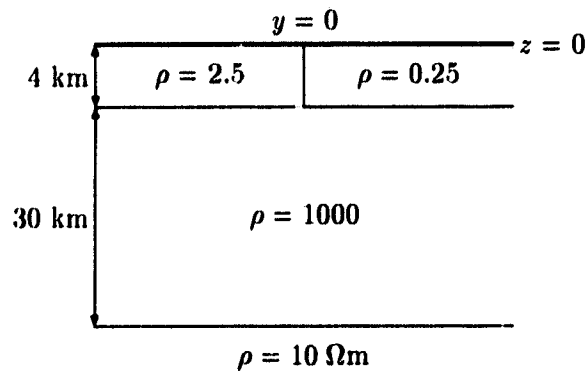 y = 0
z = 0
4 km
ρ = 2.5
ρ = 0.25
30 km
ρ = 1000
ρ = 10 Ωm